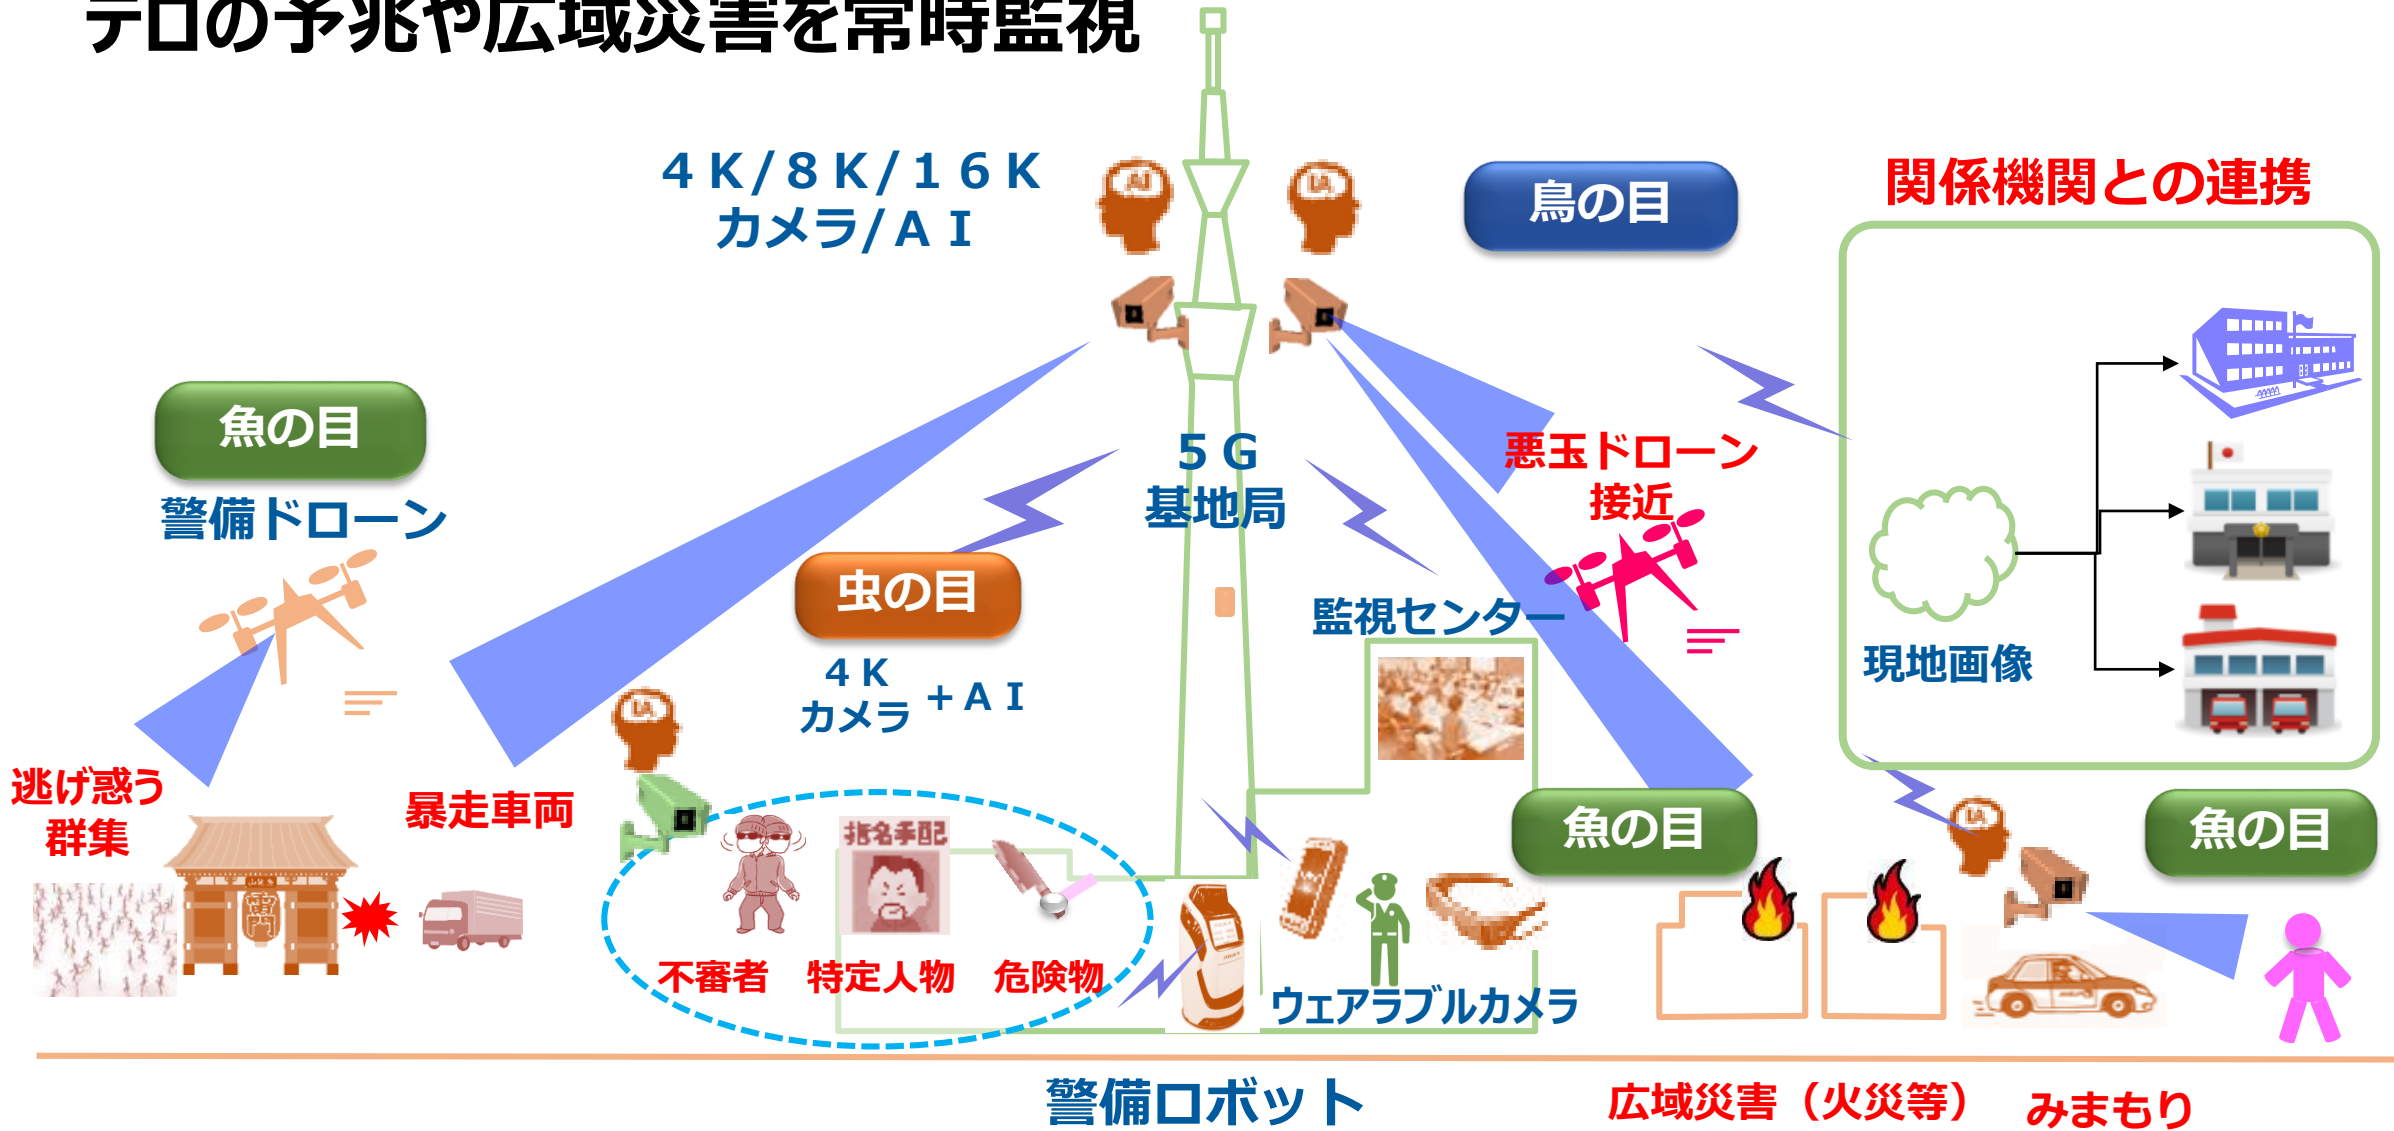 テロの予兆や広域災害を常時監視
４Ｋ/８Ｋ/１６Ｋ
カメラ/ＡＩ
AI
AI
鳥の目
関係機関との連携
魚の目
警備ドローン
５Ｇ
基地局
悪玉ドローン
接近
虫の目
４Ｋ
カメラ
＋ＡＩ
監視センター
現地画像
逃げ惑う
群集
暴走車両
AI
指名手配
魚の目
AI
魚の目
不審者
特定人物
危険物
ウェアラブルカメラ
警備ロボット
広域災害（火災等）
みまもり